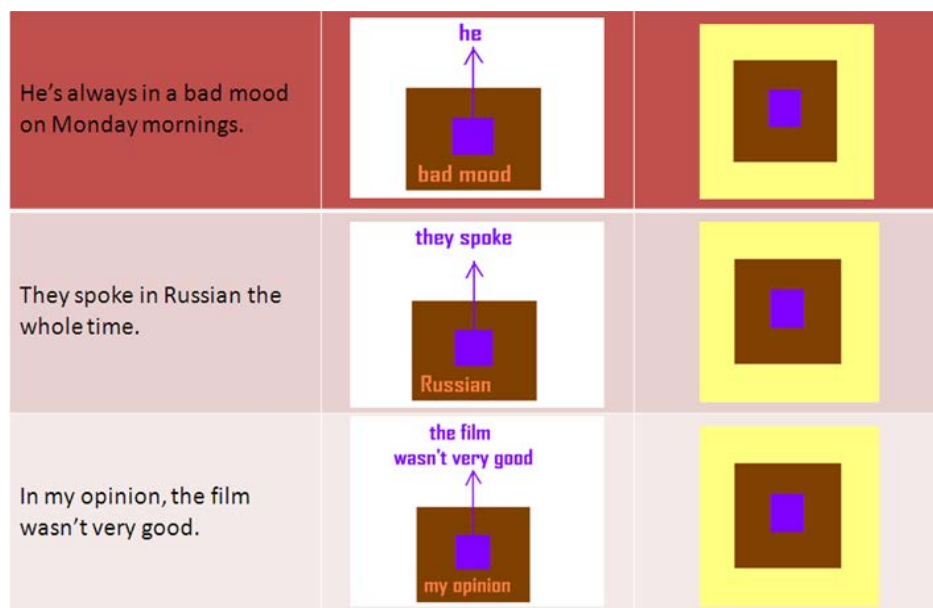 He's always in a bad mood
on Monday mornings.
he
bad mood
They spoke in Russian the
whole time.
they spoke
Russian
In my opinion, the film
wasn't very good.
the film
wasn't very good
my opinion